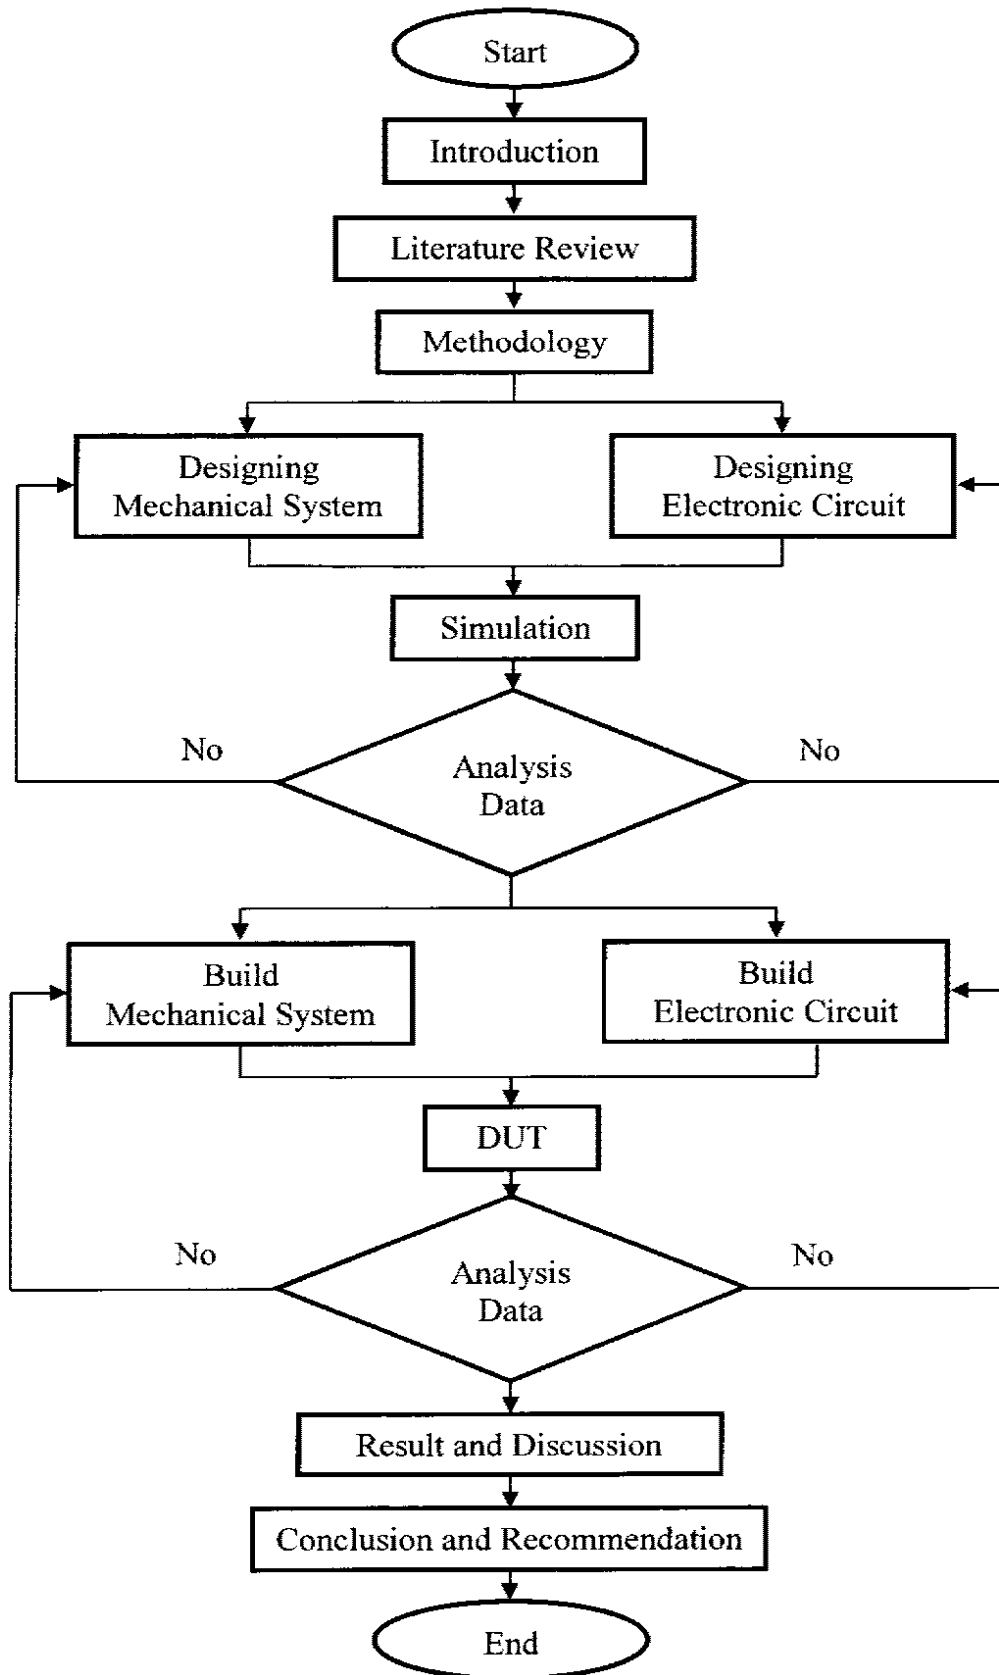 Start
Introduction
Literature Review
Methodology
Designing
Mechanical System
Designing
Electronic Circuit
Simulation
No
Analysis
Data
No
Build
Mechanical System
Build
Electronic Circuit
DUT
No
Analysis
Data
No
Result and Discussion
Conclusion and Recommendation
End